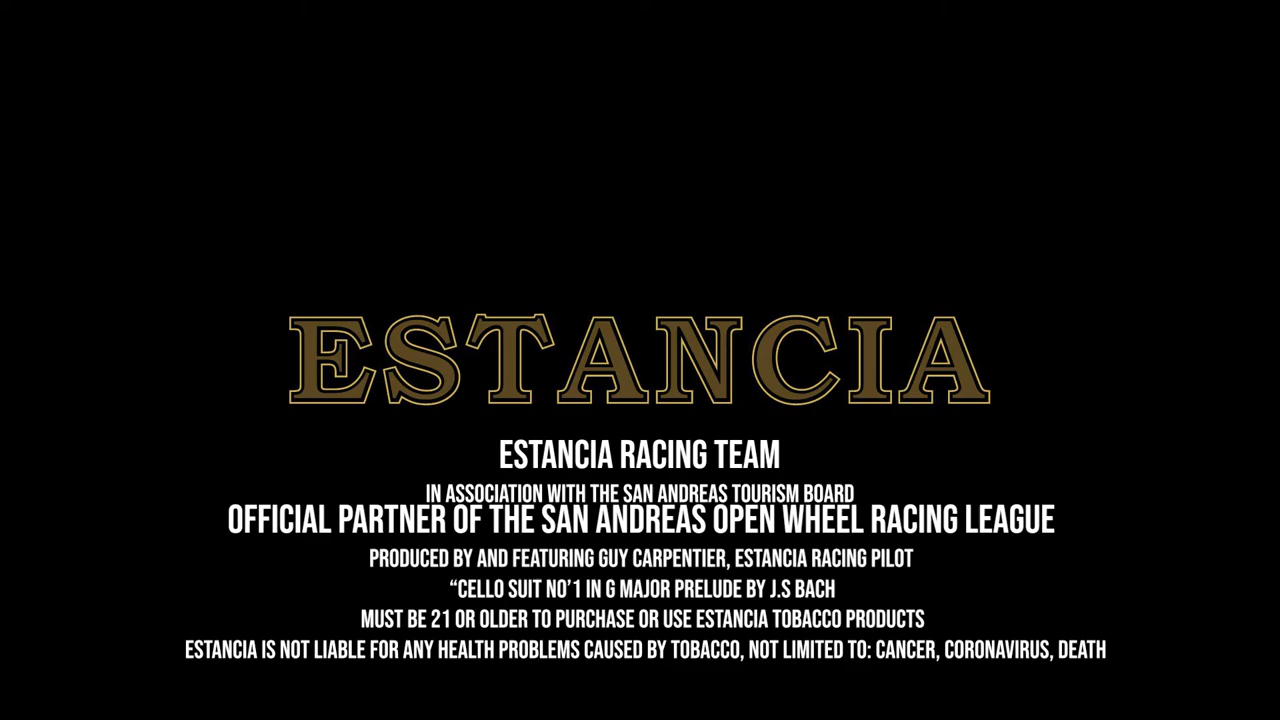 ESTANCIA
ESTANCIA RACING TEAM
IN ASSOCIATION WITH THE SAN ANDREAS TOURISM BOARD
OFFICIAL PARTNER OF THE SAN ANDREAS OPEN WHEEL RACING LEAGUE
PRODUCED BY AND FEATURING GUY CARPENTIER, ESTANCIA RACING PILOT
“CELLO SUIT NO’1 IN G MAJOR PRELUDE BY J.S BACH
MUST BE 21 OR OLDER TO PURCHASE OR USE ESTANCIA TOBACCO PRODUCTS
ESTANCIA IS NOT LIABLE FOR ANY HEALTH PROBLEMS CAUSED BY TOBACCO, NOT LIMITED TO: CANCER, CORONAVIRUS, DEATH